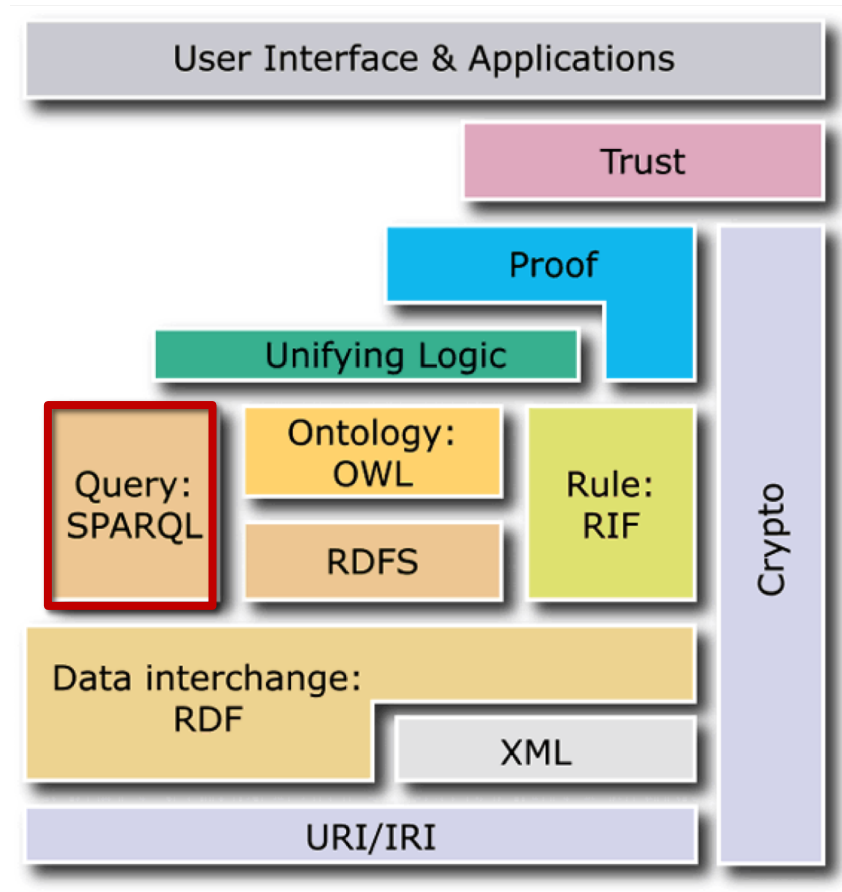 User Interface & Applications
Trust
Proof
Unifying Logic
Query:
SPARQL
Ontology:
OWL
RDFS
Rule:
RIF
Crypto
Data interchange:
RDF
XML
URI/IRI